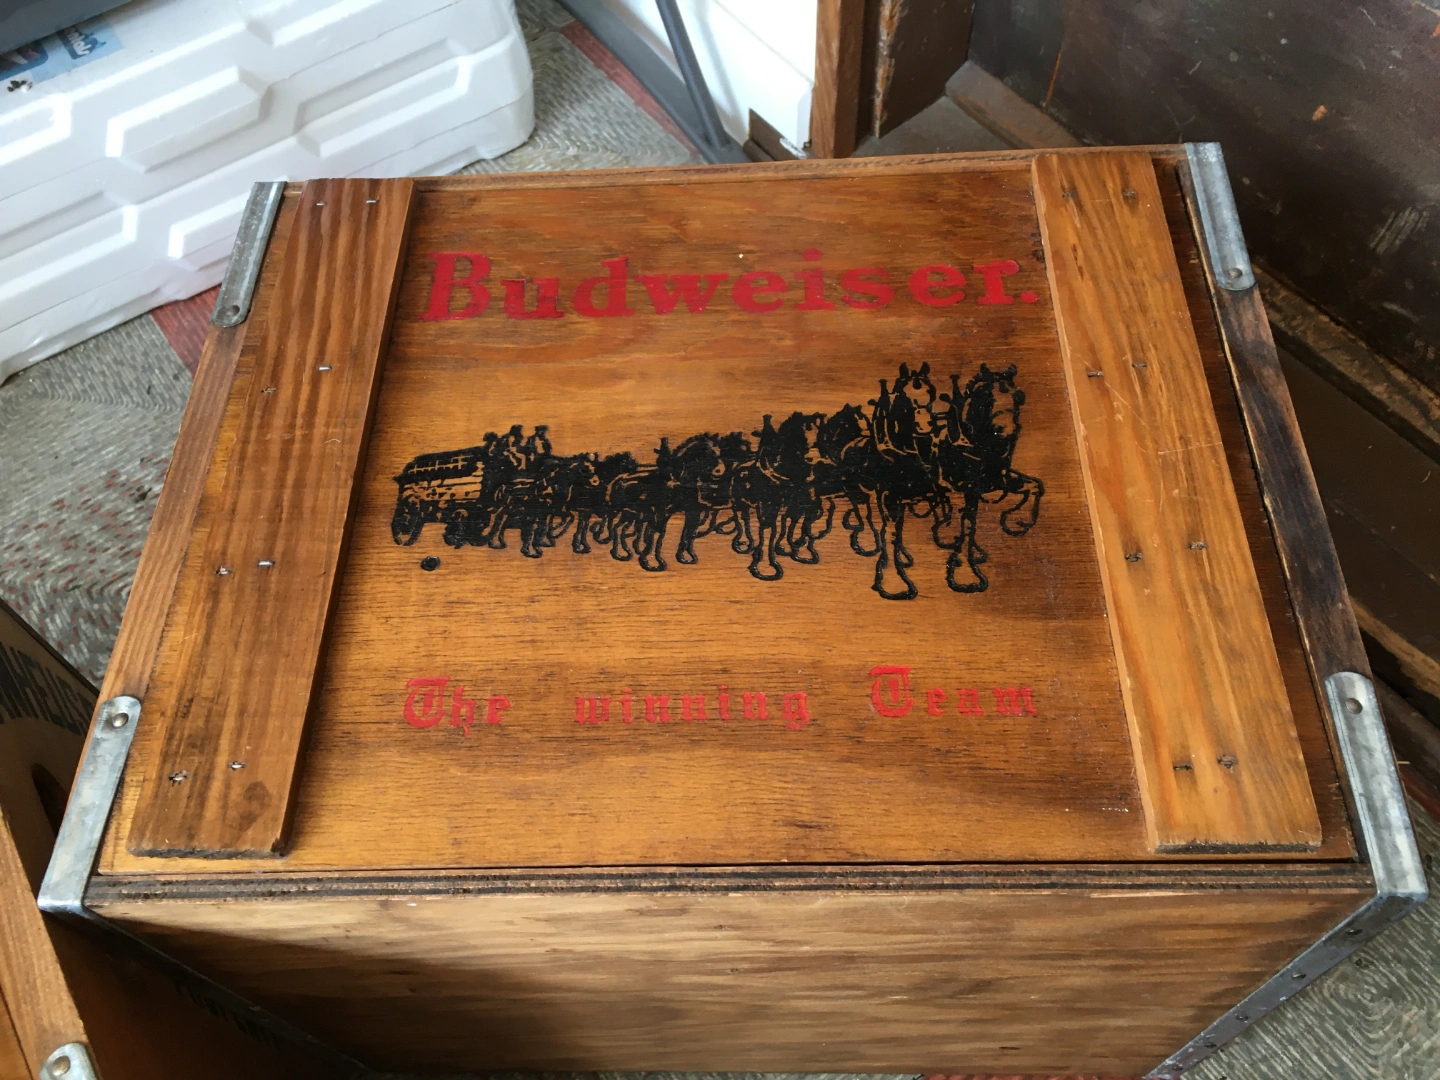 Budweiser.
The winning Team